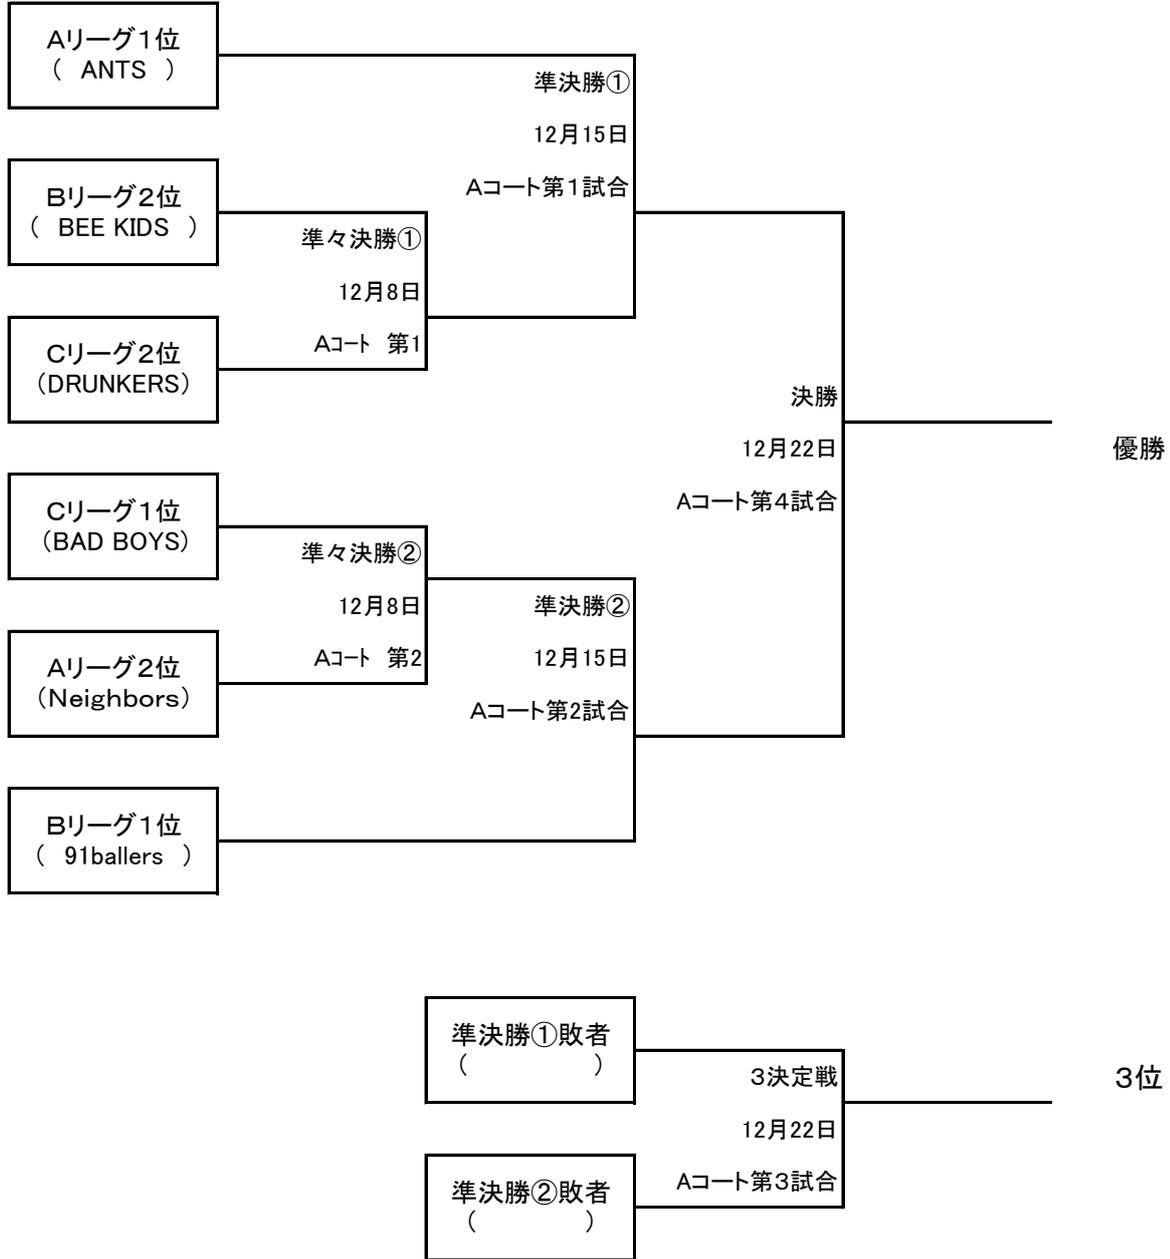 Aリーグ1位
( ANTS )
準決勝①
12月15日
Aコート第1試合
Bリーグ2位
( BEE KIDS )
準々決勝①
12月8日
Aコート 第1
Cリーグ2位
(DRUNKERS)
決勝
12月22日
Aコート第4試合
優勝
Cリーグ1位
(BAD BOYS)
準々決勝②
12月8日
Aコート 第2
準決勝②
12月15日
Aコート第2試合
Aリーグ2位
(Neighbors)
Bリーグ1位
( 91ballers )
準決勝①敗者
( )
3決定戦
12月22日
Aコート第3試合
3位
準決勝②敗者
( )